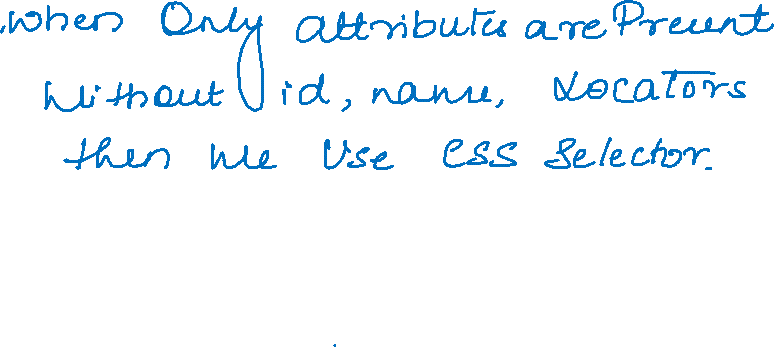 .when Only attributes are Present
Without id, name, Locators
then We Use CSS Selector.